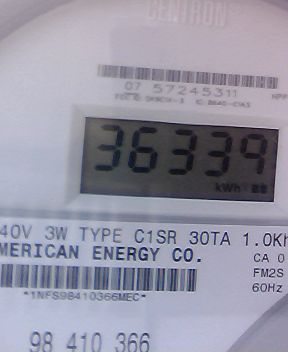 CENTRON®
07 57245311
36339
kWh
40V 3W TYPE C1SR 30TA 1.0Kh
MERICAN ENERGY CO.
CA 0
FM2S
60Hz
*1NFS98410366MEC*
98 410 366